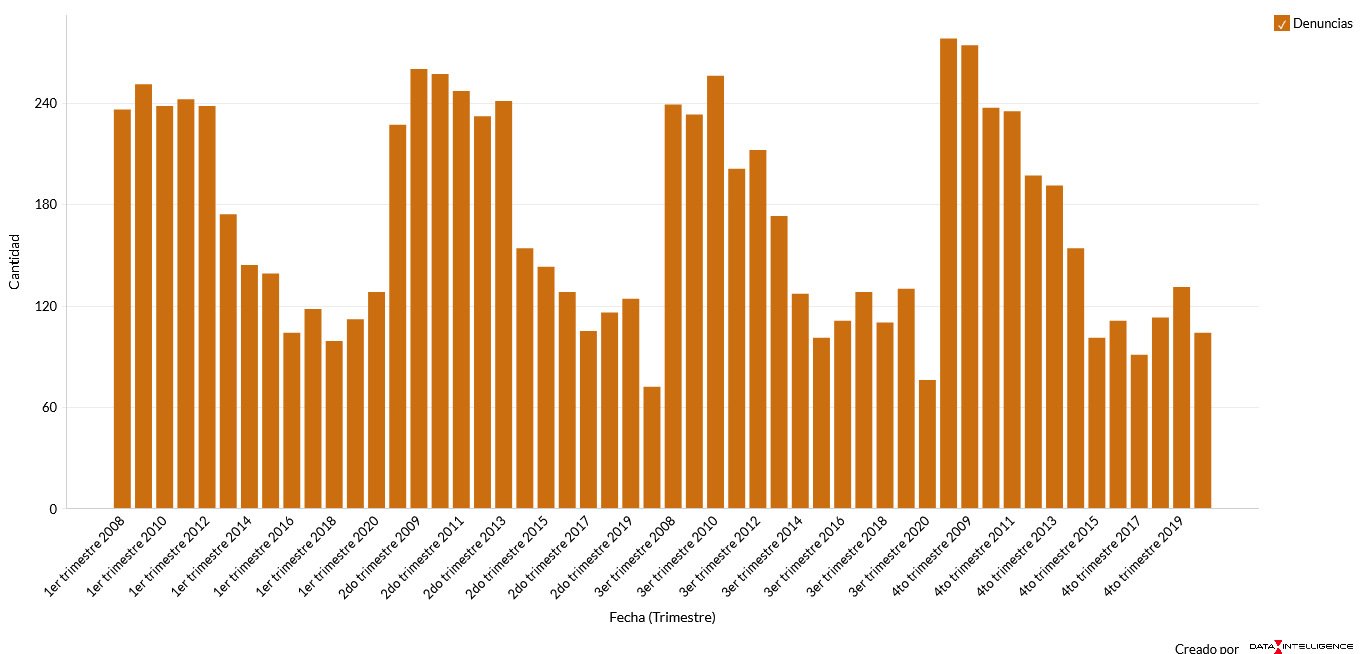 Denuncias
240
180
120
60
0
Cantidad
1er trimestre 2008
1er trimestre 2010
1er trimestre 2012
1er trimestre 2014
1er trimestre 2016
1er trimestre 2018
1er trimestre 2020
2do trimestre 2009
2do trimestre 2011
2do trimestre 2013
2do trimestre 2015
2do trimestre 2017
2do trimestre 2019
3er trimestre 2008
3er trimestre 2010
3er trimestre 2012
3er trimestre 2014
3er trimestre 2016
3er trimestre 2018
3er trimestre 2020
4to trimestre 2009
4to trimestre 2011
4to trimestre 2013
4to trimestre 2015
4to trimestre 2017
4to trimestre 2019
Fecha (Trimestre)
Creado por DATA INTELLIGENCE